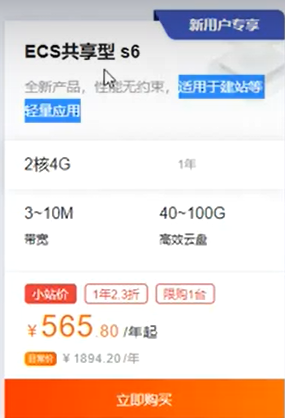 新用户专享
ECS共享型 s6
全新产品，性能无约束，适用于建站等
轻量应用
2核4G 1年
3~10M 40~100G
带宽 高效云盘
小站价 1年2.3折 限购1台
¥565.80 /年起
日常价 ¥1894.20 /年
立即购买